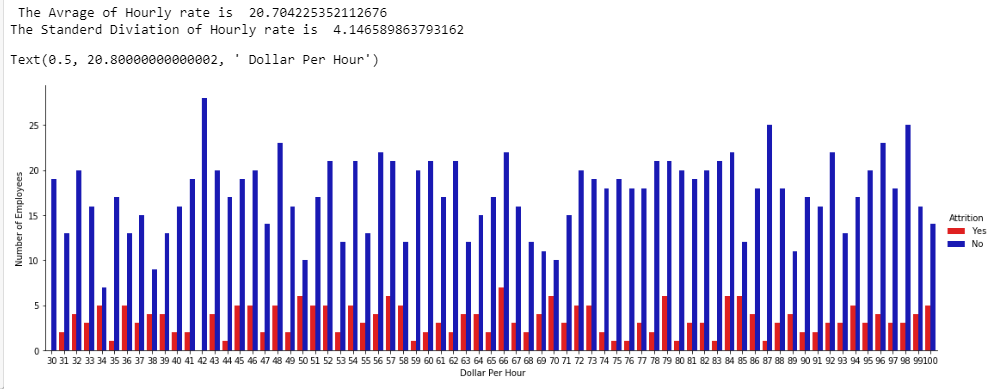 The Avrage of Hourly rate is 20.704225352112676
The Standerd Diviation of Hourly rate is 4.146589863793162
Text(0.5, 20.80000000000002, ' Dollar Per Hour')
25
20
15
10
5
0
Number of Employees
30 31 32 33 34 35 36 37 38 39 40 41 42 43 44 45 46 47 48 49 50 51 52 53 54 55 56 57 58 59 60 61 62 63 64 65 66 67 68 69 70 71 72 73 74 75 76 77 78 79 80 81 82 83 84 85 86 87 88 89 90 91 92 93 94 95 96 97 98 99 100
Dollar Per Hour
Attrition
Yes
No